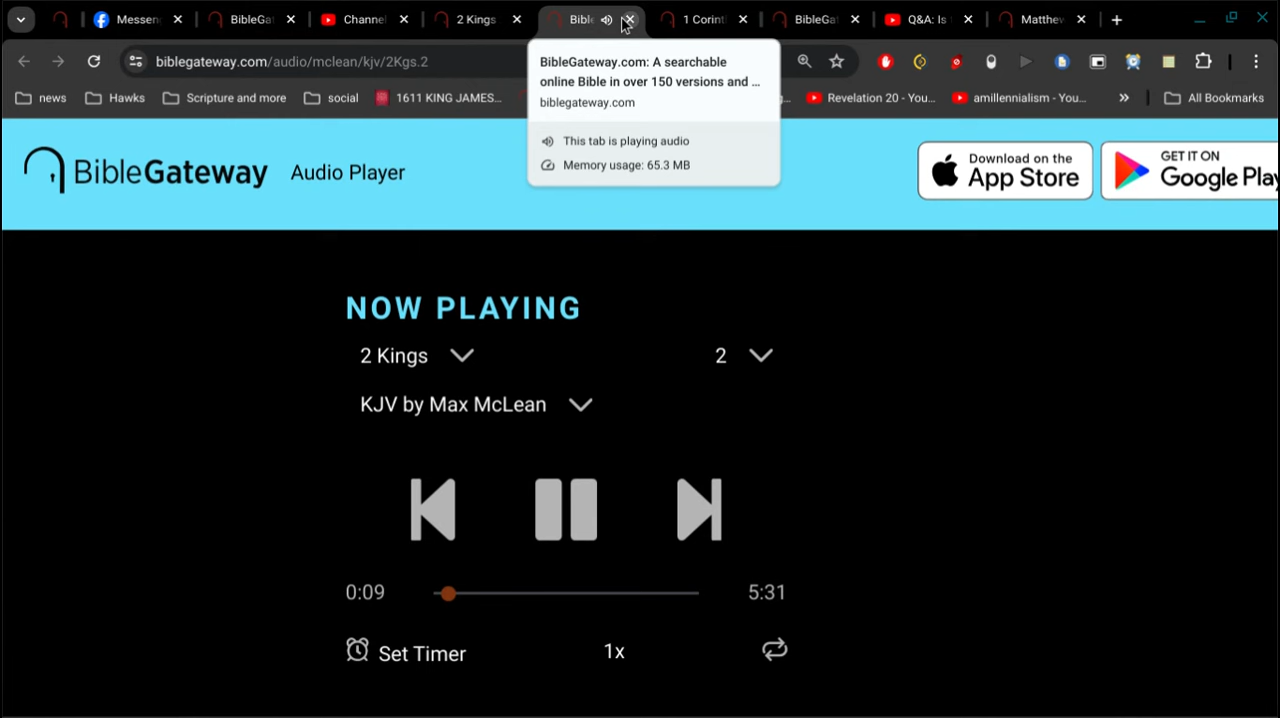 Messen
BibleGat
Channel
2 Kings
Bible
1 Corint
BibleGat
Q&A: Is
Matthew
biblegateway.com/audio/mclean/kjv/2Kgs.2
news
Hawks
Scripture and more
social
1611 KING JAMES...
Revelation 20 - You...
amillennialism - You...
»
All Bookmarks
BibleGateway.com: A searchable
online Bible in over 150 versions and ...
biblegateway.com
This tab is playing audio
Memory usage: 65.3 MB
BibleGateway
Audio Player
Download on the
App Store
GET IT ON
Google Play
NOW PLAYING
2 Kings
2
KJV by Max McLean
0:09
5:31
Set Timer
1x